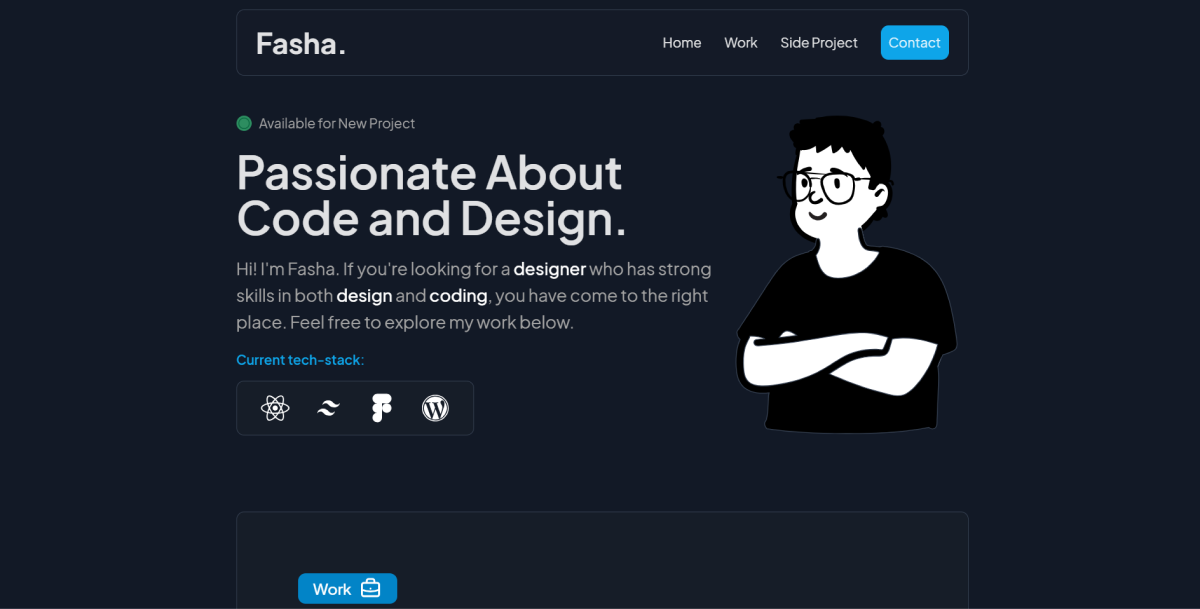 Fasha.
Home Work Side Project Contact
Available for New Project
Passionate About
Code and Design.
Hi! I'm Fasha. If you're looking for a designer who has strong
skills in both design and coding, you have come to the right
place. Feel free to explore my work below.
Current tech-stack:
Work